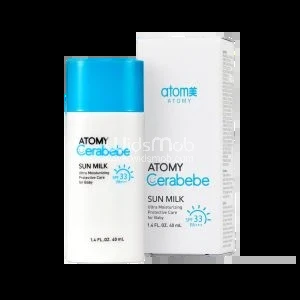 atom美
ATOMY
ATOMY
Cerabebe
SUN MILK
Ultra Moisturizing
Protective Care
for Baby
SPF 33
PA+++
1.4 FL.OZ. 40 mL
ATOMY
Cerabebe
SUN MILK
Ultra Moisturizing
Protective Care
for Baby
SPF 33
PA+++
1.4 FL.OZ. 40 mL
KidsMob